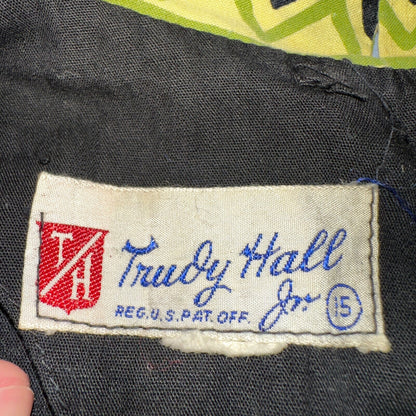 T/H
Trudy Hall
Jr. 15
REG. U.S. PAT. OFF.